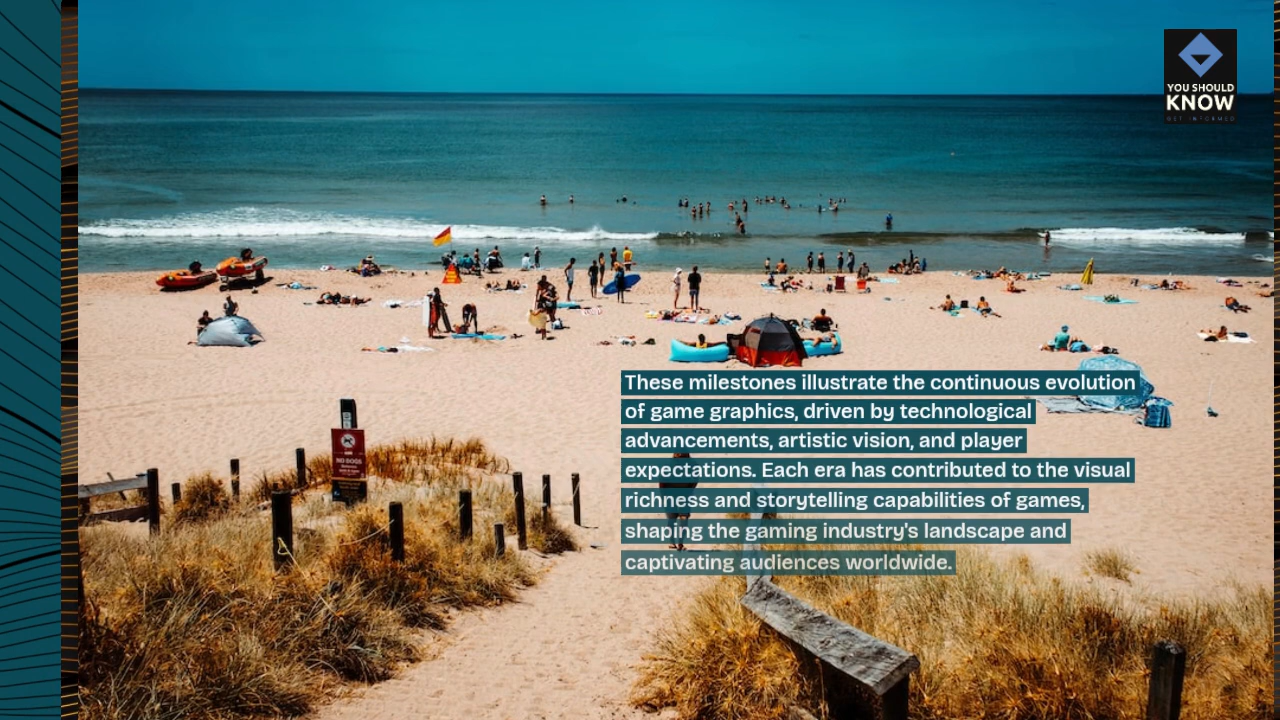 YOU SHOULD
KNOW
GET INFORMED
These milestones illustrate the continuous evolution
of game graphics, driven by technological
advancements, artistic vision, and player
expectations. Each era has contributed to the visual
richness and storytelling capabilities of games,
shaping the gaming industry's landscape and
captivating audiences worldwide.
NO DOGS